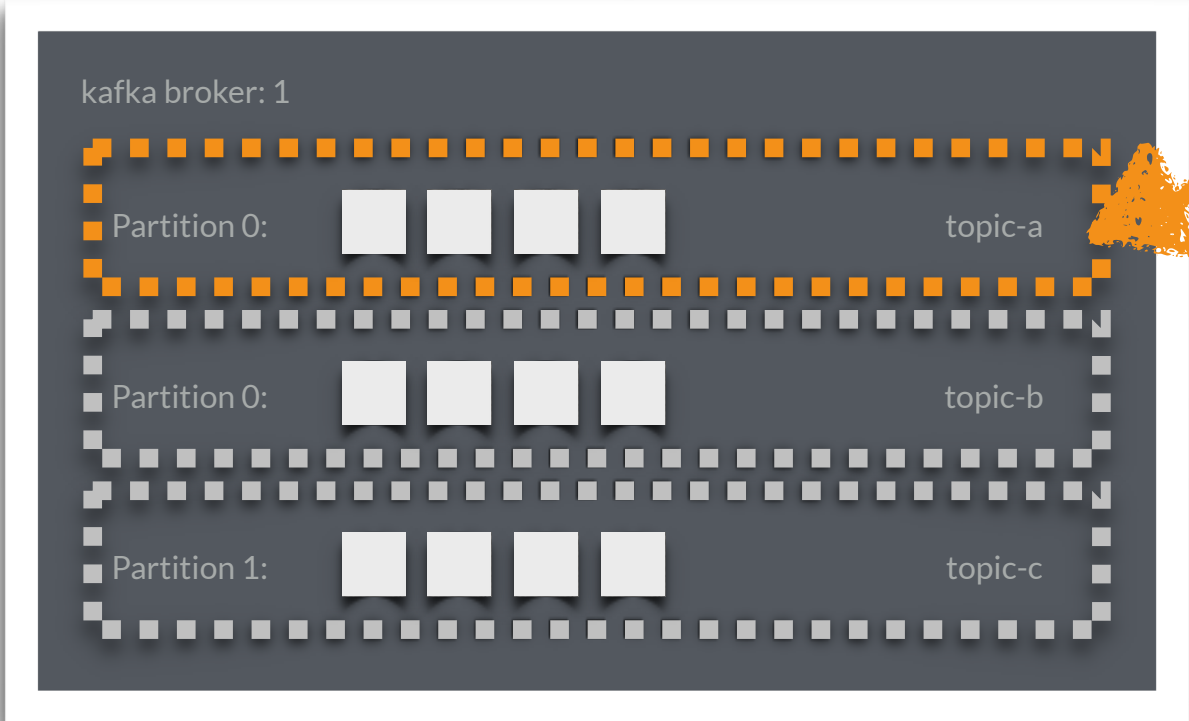 kafka broker: 1
Partition 0: topic-a
Partition 0: topic-b
Partition 1: topic-c